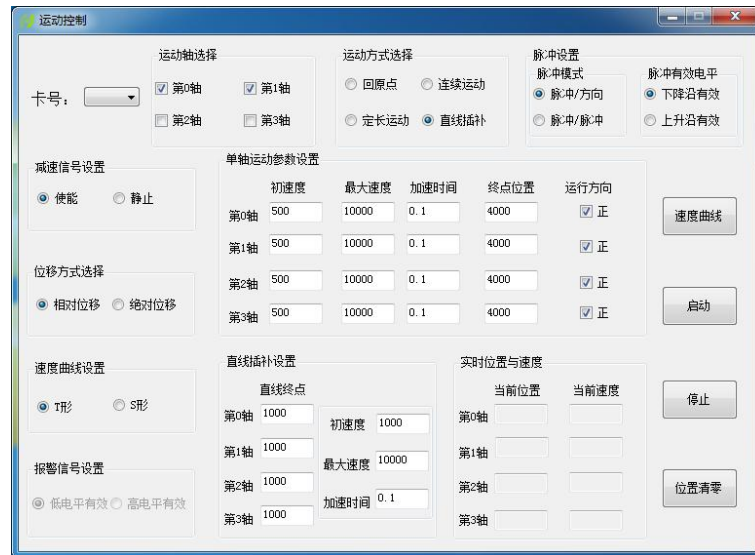 运动控制
运动轴选择
运动方式选择
脉冲设置
卡号：
第0轴 第1轴
第2轴 第3轴
回原点 连续运动
定长运动 直线插补
脉冲模式
脉冲/方向
脉冲/脉冲
脉冲有效电平
下降沿有效
上升沿有效
减速信号设置
使能 静止
单轴运动参数设置
初速度 最大速度 加速时间 终点位置 运行方向
第0轴 500 10000 0.1 4000 正
第1轴 500 10000 0.1 4000 正
第2轴 500 10000 0.1 4000 正
第3轴 500 10000 0.1 4000 正
速度曲线
启动
停止
位置清零
位移方式选择
相对位移 绝对位移
速度曲线设置
T形 S形
报警信号设置
低电平有效 高电平有效
直线插补设置
直线终点
第0轴 1000
第1轴 1000
第2轴 1000
第3轴 1000
初速度 1000
最大速度 10000
加速时间 0.1
实时位置与速度
当前位置 当前速度
第0轴
第1轴
第2轴
第3轴